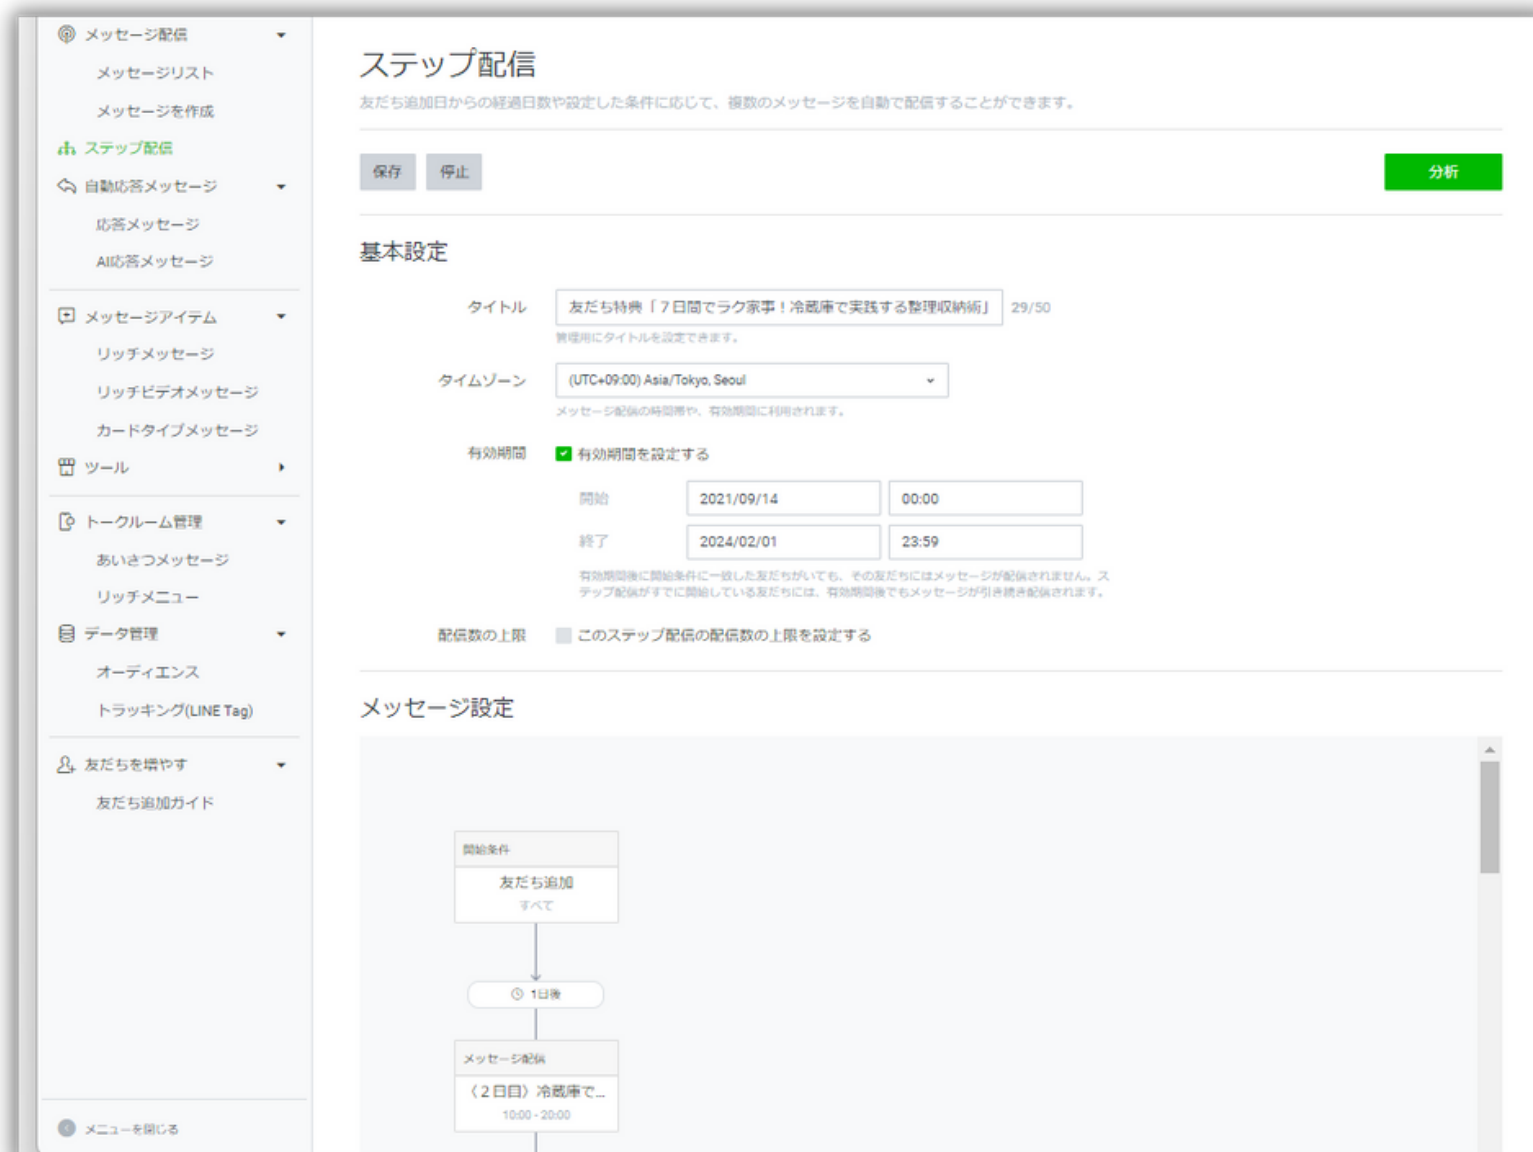 メッセージ配信
メッセージリスト
メッセージを作成
ステップ配信
自動応答メッセージ
応答メッセージ
AI応答メッセージ
メッセージアイテム
リッチメッセージ
リッチビデオメッセージ
カードタイプメッセージ
ツール
トークルーム管理
あいさつメッセージ
リッチメニュー
データ管理
オーディエンス
トラッキング(LINE Tag)
友だちを増やす
友だち追加ガイド
メニューを閉じる
ステップ配信
友だち追加日からの経過日数や設定した条件に応じて、複数のメッセージを自動で配信することができます。
保存 停止 分析
基本設定
タイトル 友だち特典「７日間でラク家事！冷蔵庫で実践する整理収納術」 29/50
管理用にタイトルを設定できます。
タイムゾーン (UTC+09:00) Asia/Tokyo, Seoul
メッセージ配信の時間帯や、有効期間に利用されます。
有効期間 有効期間を設定する
開始 2021/09/14 00:00
終了 2024/02/01 23:59
有効期間後に開始条件に一致した友だちがいても、その友だちにはメッセージが配信されません。ス
テップ配信がすでに開始している友だちには、有効期間後でもメッセージが引き続き配信されます。
配信数の上限 このステップ配信の配信数の上限を設定する
メッセージ設定
開始条件
友だち追加
すべて
1日後
メッセージ配信
〈２日目〉冷蔵庫で...
10:00 - 20:00